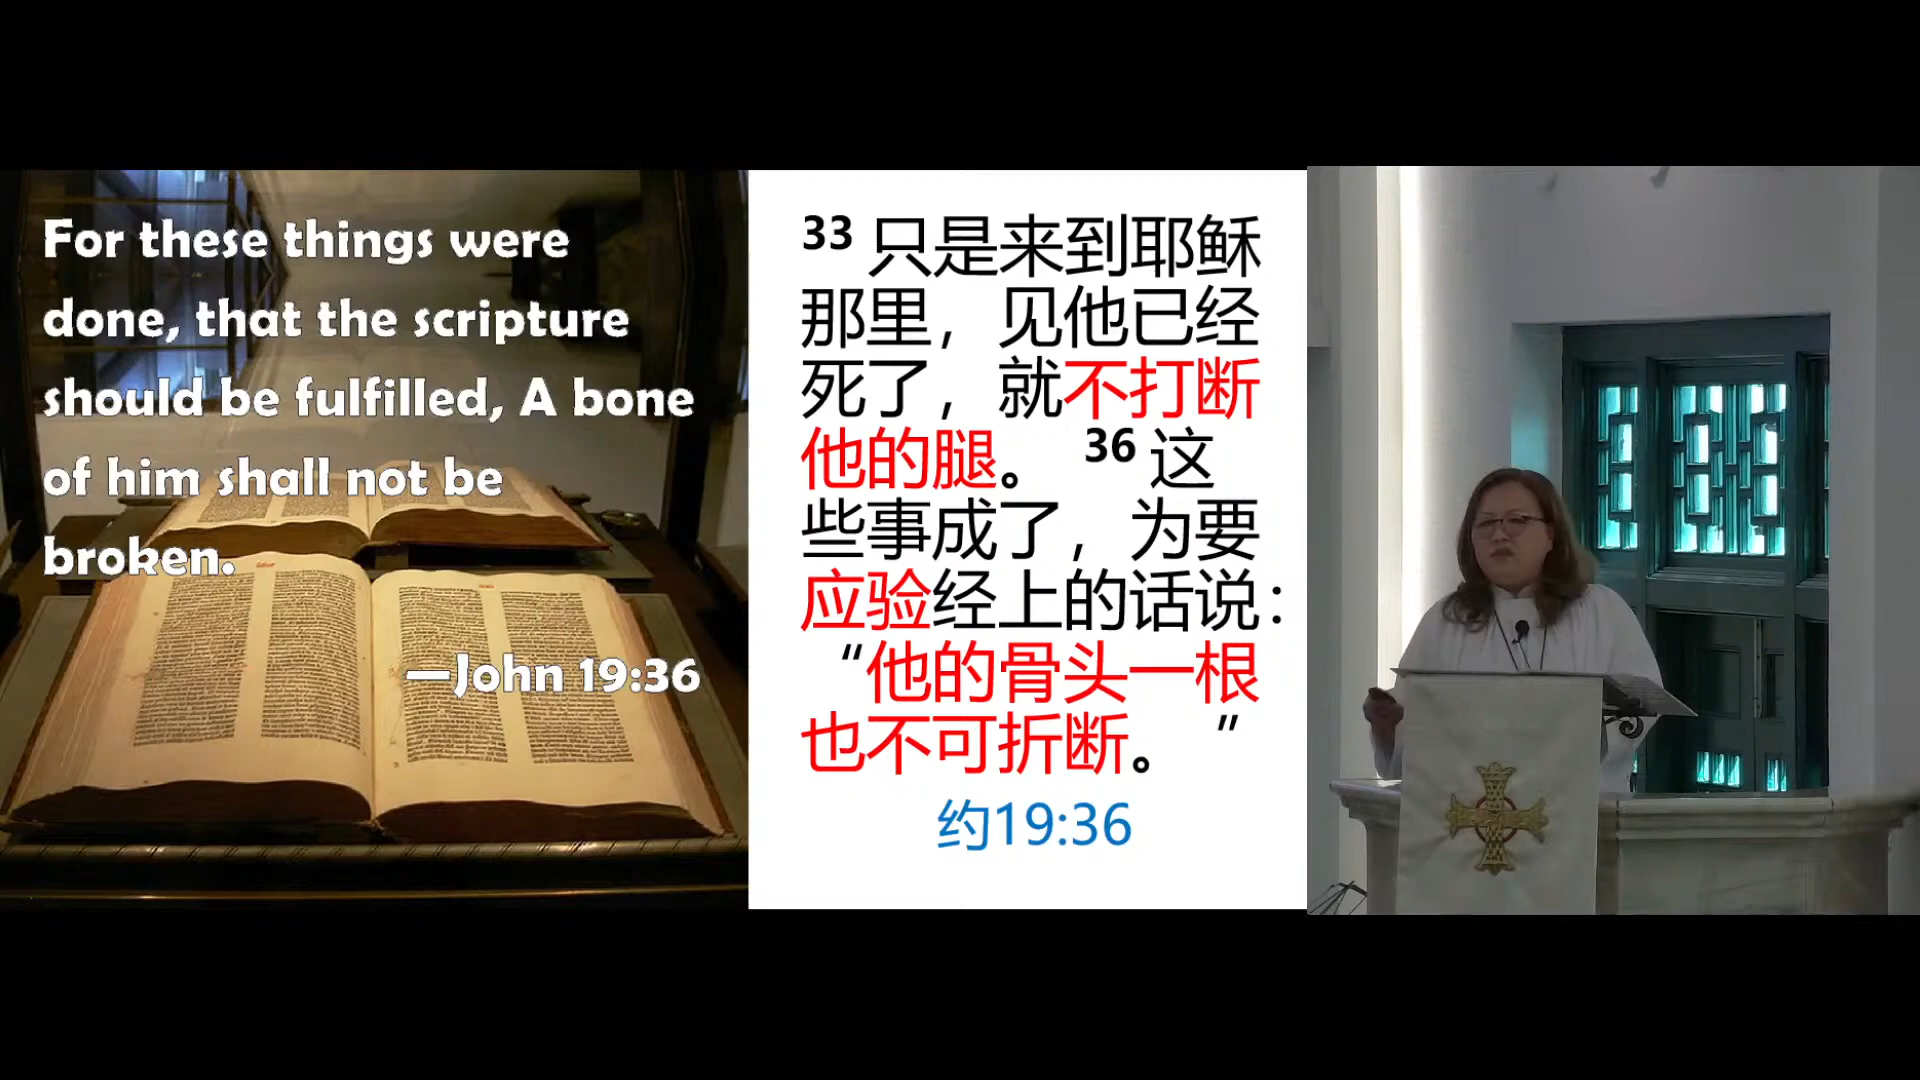 For these things were
done, that the scripture
should be fulfilled, A bone
of him shall not be
broken.
—John 19:36
33 只是来到耶稣
那里，见他已经
死了，就不打断
他的腿。 36 这
些事成了，为要
应验经上的话说：
“他的骨头一根
也不可折断。”
约19:36